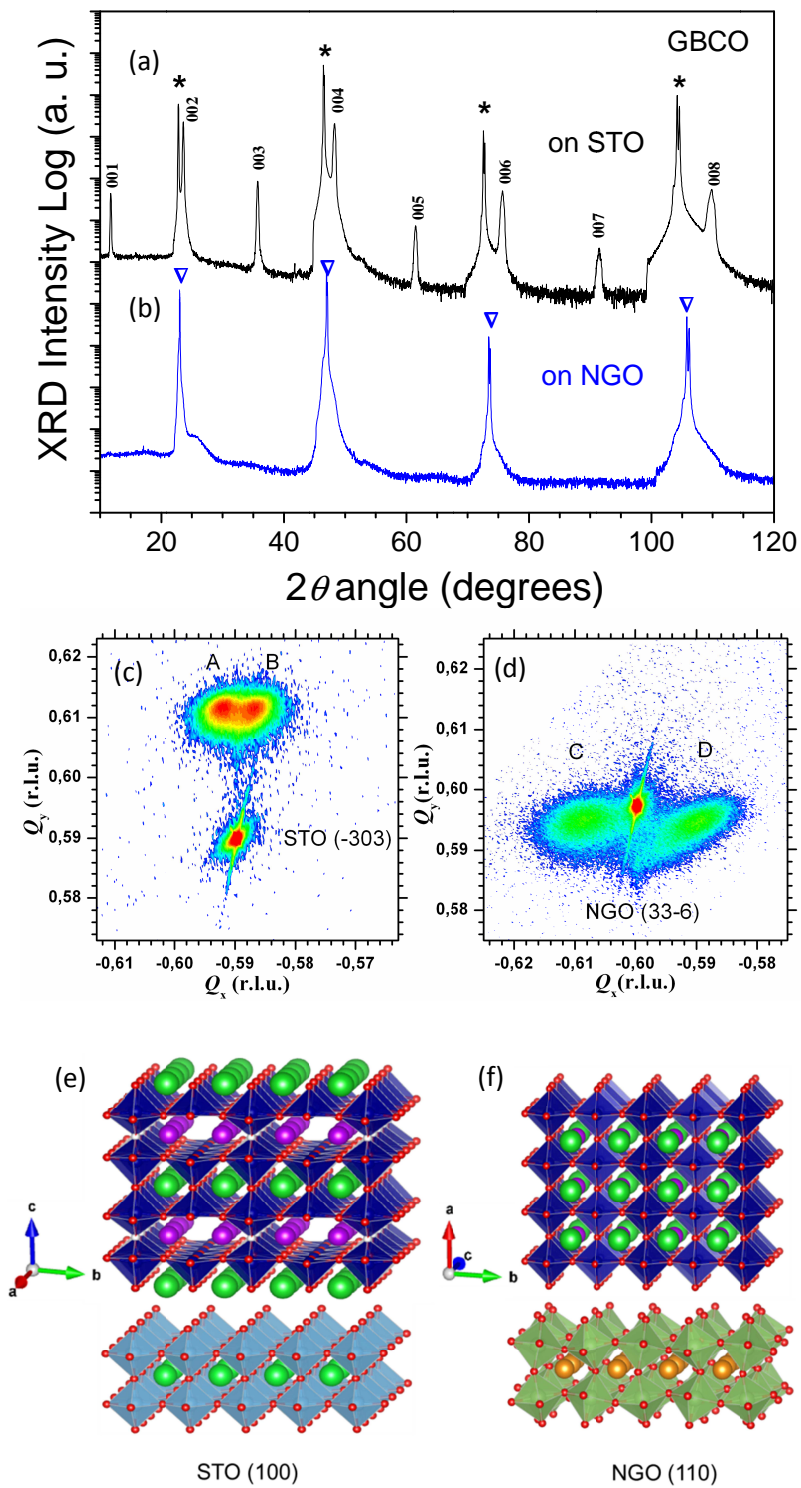 GBCO
(a)
*
*
*
*
001
002
003
004
005
006
007
008
on STO
(b)
on NGO
XRD Intensity Log (a. u.)
20
40
60
80
100
120
2θ angle (degrees)
(c)
A
B
STO (-303)
0,62
0,61
0,60
0,59
0,58
Qy (r.l.u.)
-0,61
-0,60
-0,59
-0,58
-0,57
Qx (r.l.u.)
(d)
C
D
NGO (33-6)
0,62
0,61
0,60
0,59
0,58
Qy (r.l.u.)
-0,62
-0,61
-0,60
-0,59
-0,58
Qx (r.l.u.)
(e)
c
b
a
STO (100)
(f)
a
c
b
NGO (110)